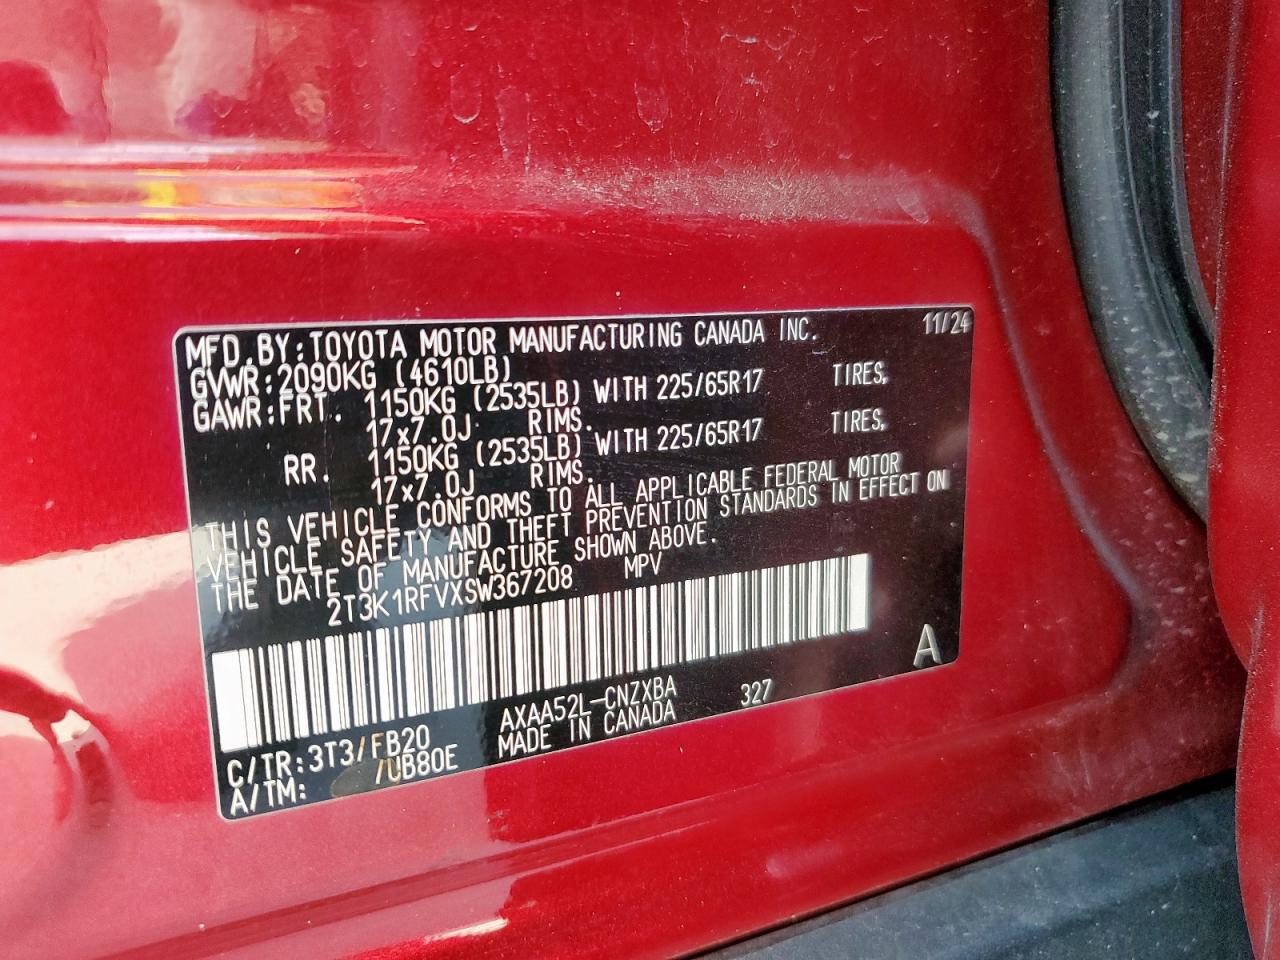 MFD.BY:TOYOTA MOTOR MANUFACTURING CANADA INC. 11/24
GVWR:2090KG (4610LB)
GAWR:FRT. 1150KG (2535LB) WITH 225/65R17 TIRES,
17x7.0J RIMS.
RR. 1150KG (2535LB) WITH 225/65R17 TIRES,
17x7.0J RIMS.
THIS VEHICLE CONFORMS TO ALL APPLICABLE FEDERAL MOTOR
VEHICLE SAFETY AND THEFT PREVENTION STANDARDS IN EFFECT ON
THE DATE OF MANUFACTURE SHOWN ABOVE.
2T3K1RFVXSW367208 MPV
A
C/TR:3T3/FB20 AXAA52L-CNZXBA 327
A/TM: /UB80E MADE IN CANADA